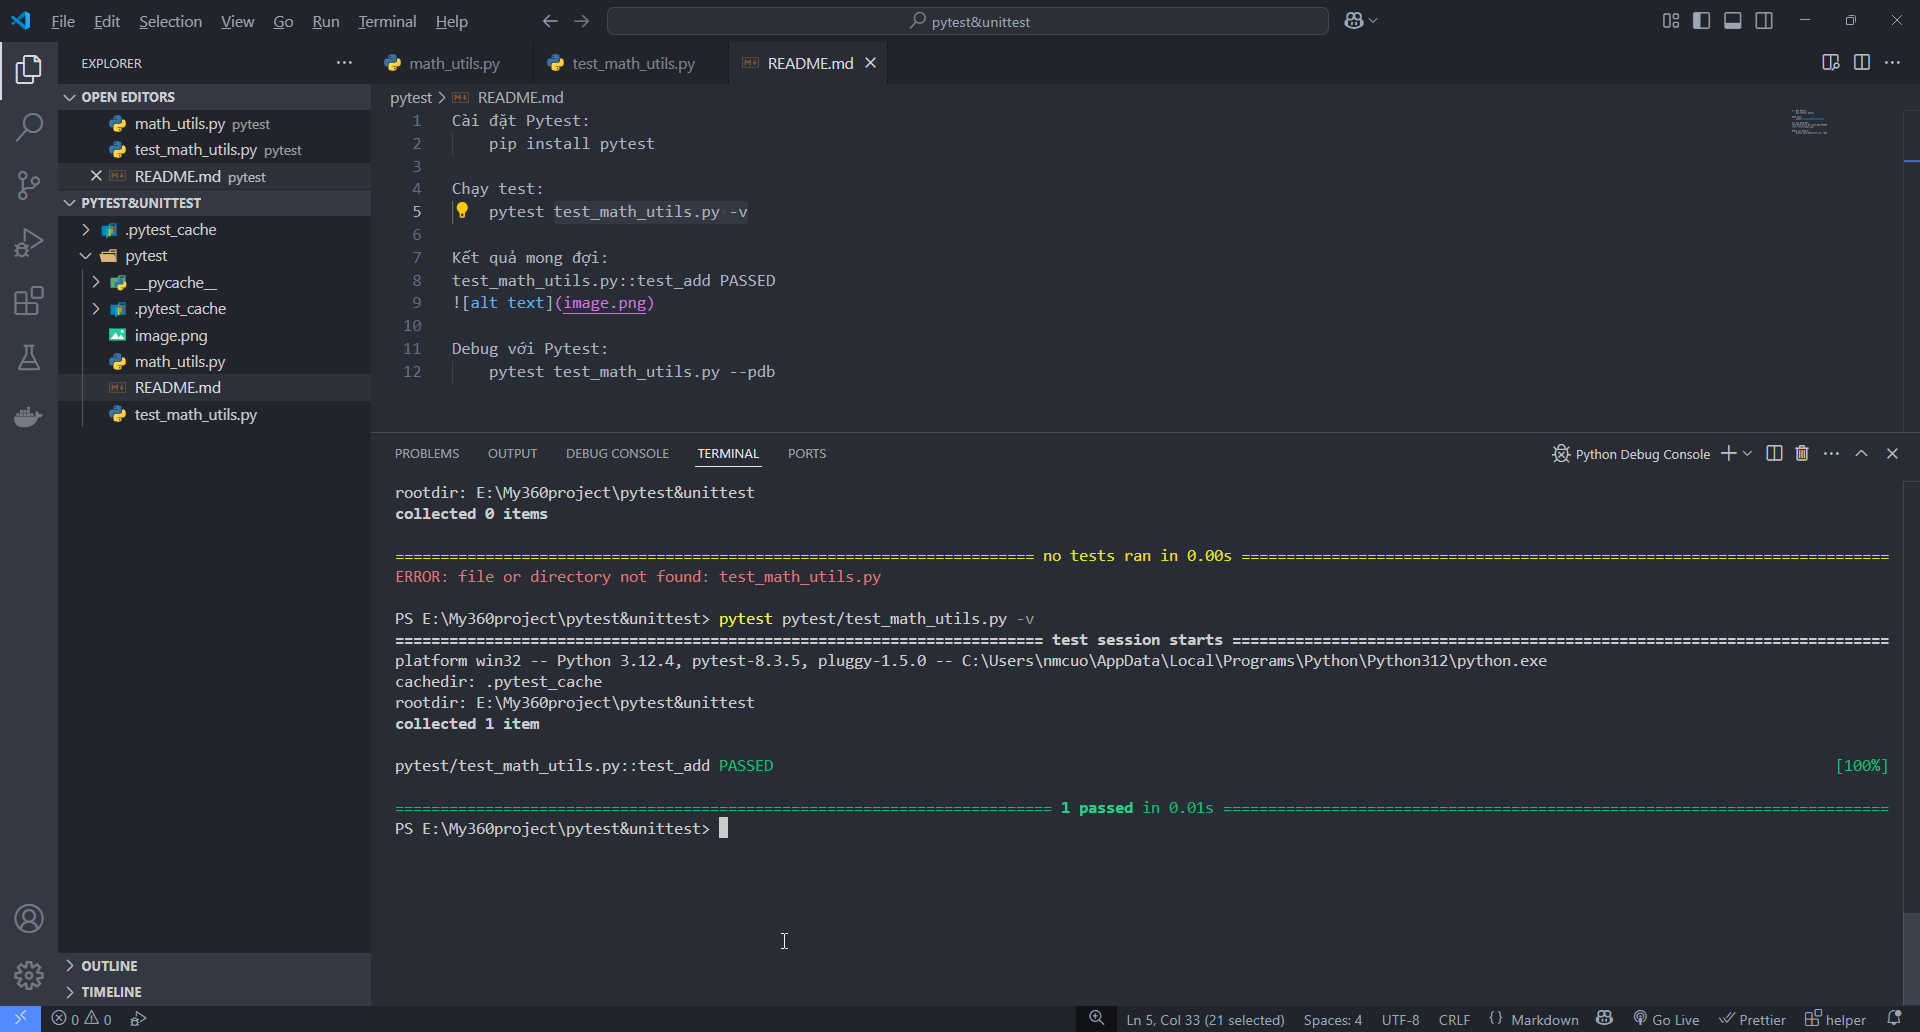 File Edit Selection View Go Run Terminal Help
pytest&unittest
EXPLORER
OPEN EDITORS
math_utils.py pytest
test_math_utils.py pytest
README.md pytest
PYTEST&UNITTEST
.pytest_cache
pytest
__pycache__
.pytest_cache
image.png
math_utils.py
README.md
test_math_utils.py
OUTLINE
TIMELINE
math_utils.py test_math_utils.py README.md
pytest > README.md
1 Cài đặt Pytest:
2 pip install pytest
3
4 Chạy test:
5 pytest test_math_utils.py -v
6
7 Kết quả mong đợi:
8 test_math_utils.py::test_add PASSED
9 ![alt text](image.png)
10
11 Debug với Pytest:
12 pytest test_math_utils.py --pdb
PROBLEMS OUTPUT DEBUG CONSOLE TERMINAL PORTS
Python Debug Console
rootdir: E:\My360project\pytest&unittest
collected 0 items
======================================================================= no tests ran in 0.00s ========================================================================
ERROR: file or directory not found: test_math_utils.py
PS E:\My360project\pytest&unittest> pytest pytest/test_math_utils.py -v
======================================================================== test session starts =========================================================================
platform win32 -- Python 3.12.4, pytest-8.3.5, pluggy-1.5.0 -- C:\Users\nmcuo\AppData\Local\Programs\Python\Python312\python.exe
cachedir: .pytest_cache
rootdir: E:\My360project\pytest&unittest
collected 1 item
pytest/test_math_utils.py::test_add PASSED [100%]
========================================================================= 1 passed in 0.01s ==========================================================================
PS E:\My360project\pytest&unittest>
0 0
Ln 5, Col 33 (21 selected) Spaces: 4 UTF-8 CRLF {} Markdown Go Live Prettier helper